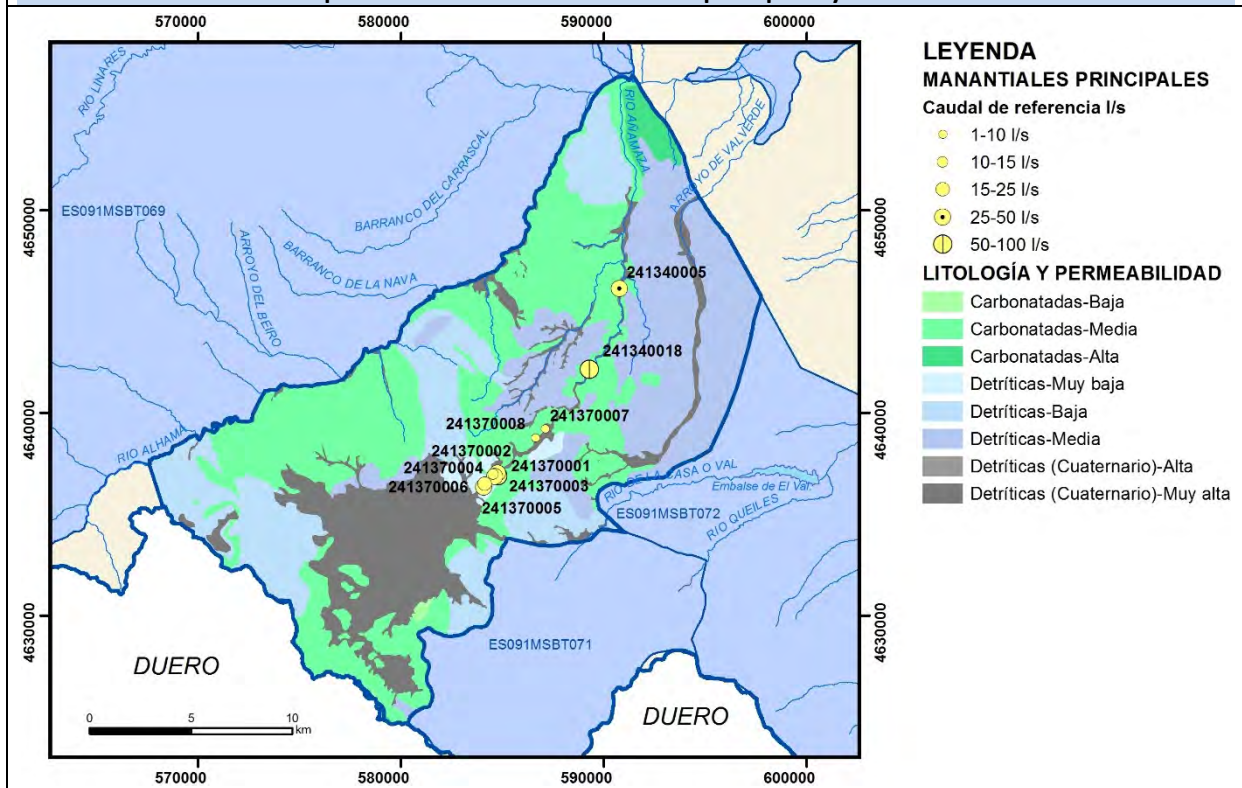 570000
580000
590000
600000
4650000
4640000
4630000
4650000
4640000
4630000
RIO LINARES
ES091MSBT069
BARRANCO DEL CARRASCAL
ARROYO DEL BEIRO
BARRANCO DE LA NAVA
RIO AÑAMAZA
ARROYO DE VALVERDE
241340005
241340018
241370007
241370008
241370002
241370004
241370001
241370006
241370003
241370005
RIO ALHAMA
RIO DE LA CASA O VAL
Embalse de El Val
ES091MSBT072
RIO QUEILES
ES091MSBT071
DUERO
DUERO
0 5 10
km
570000
580000
590000
600000
LEYENDA
MANANTIALES PRINCIPALES
Caudal de referencia l/s
1-10 l/s
10-15 l/s
15-25 l/s
25-50 l/s
50-100 l/s
LITOLOGÍA Y PERMEABILIDAD
Carbonatadas-Baja
Carbonatadas-Media
Carbonatadas-Alta
Detríticas-Muy baja
Detríticas-Baja
Detríticas-Media
Detríticas (Cuaternario)-Alta
Detríticas (Cuaternario)-Muy alta